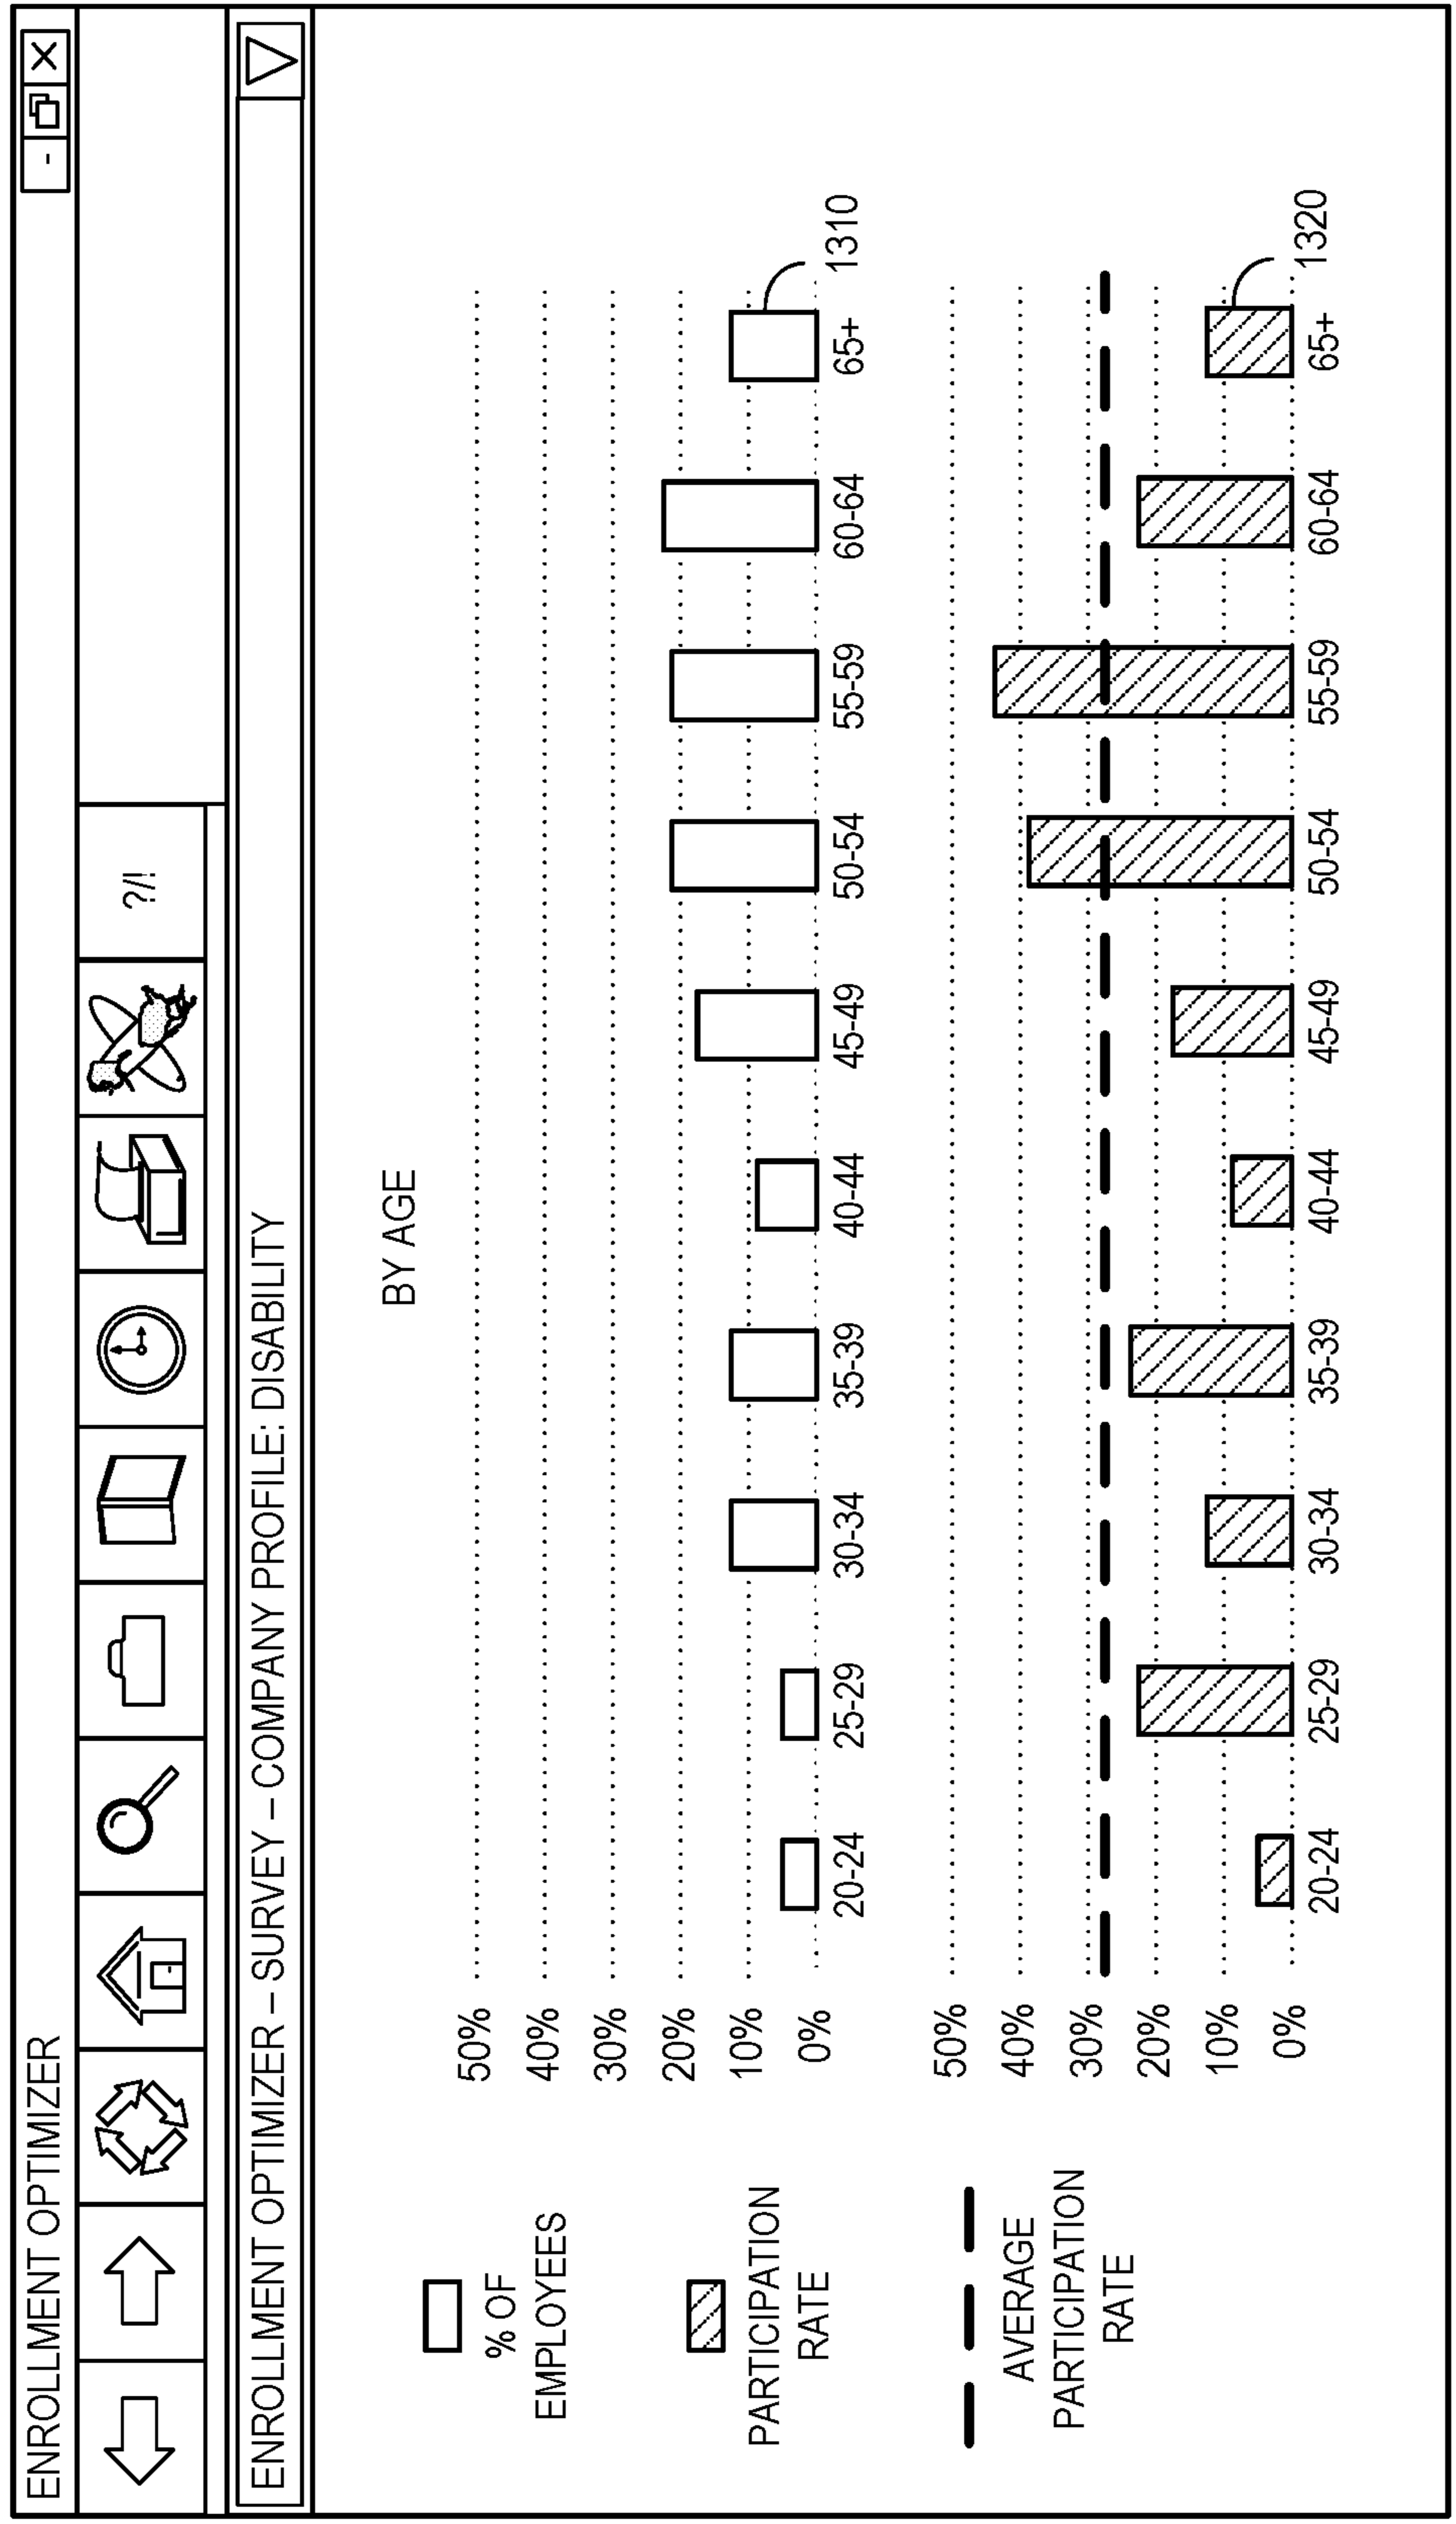 ENROLLMENT OPTIMIZER
- X
?/!
ENROLLMENT OPTIMIZER – SURVEY – COMPANY PROFILE: DISABILITY
BY AGE
% OF
EMPLOYEES
PARTICIPATION
RATE
AVERAGE
PARTICIPATION
RATE
50%
40%
30%
20%
10%
0%
20-24 25-29 30-34 35-39 40-44 45-49 50-54 55-59 60-64 65+
1310
50%
40%
30%
20%
10%
0%
20-24 25-29 30-34 35-39 40-44 45-49 50-54 55-59 60-64 65+
1320